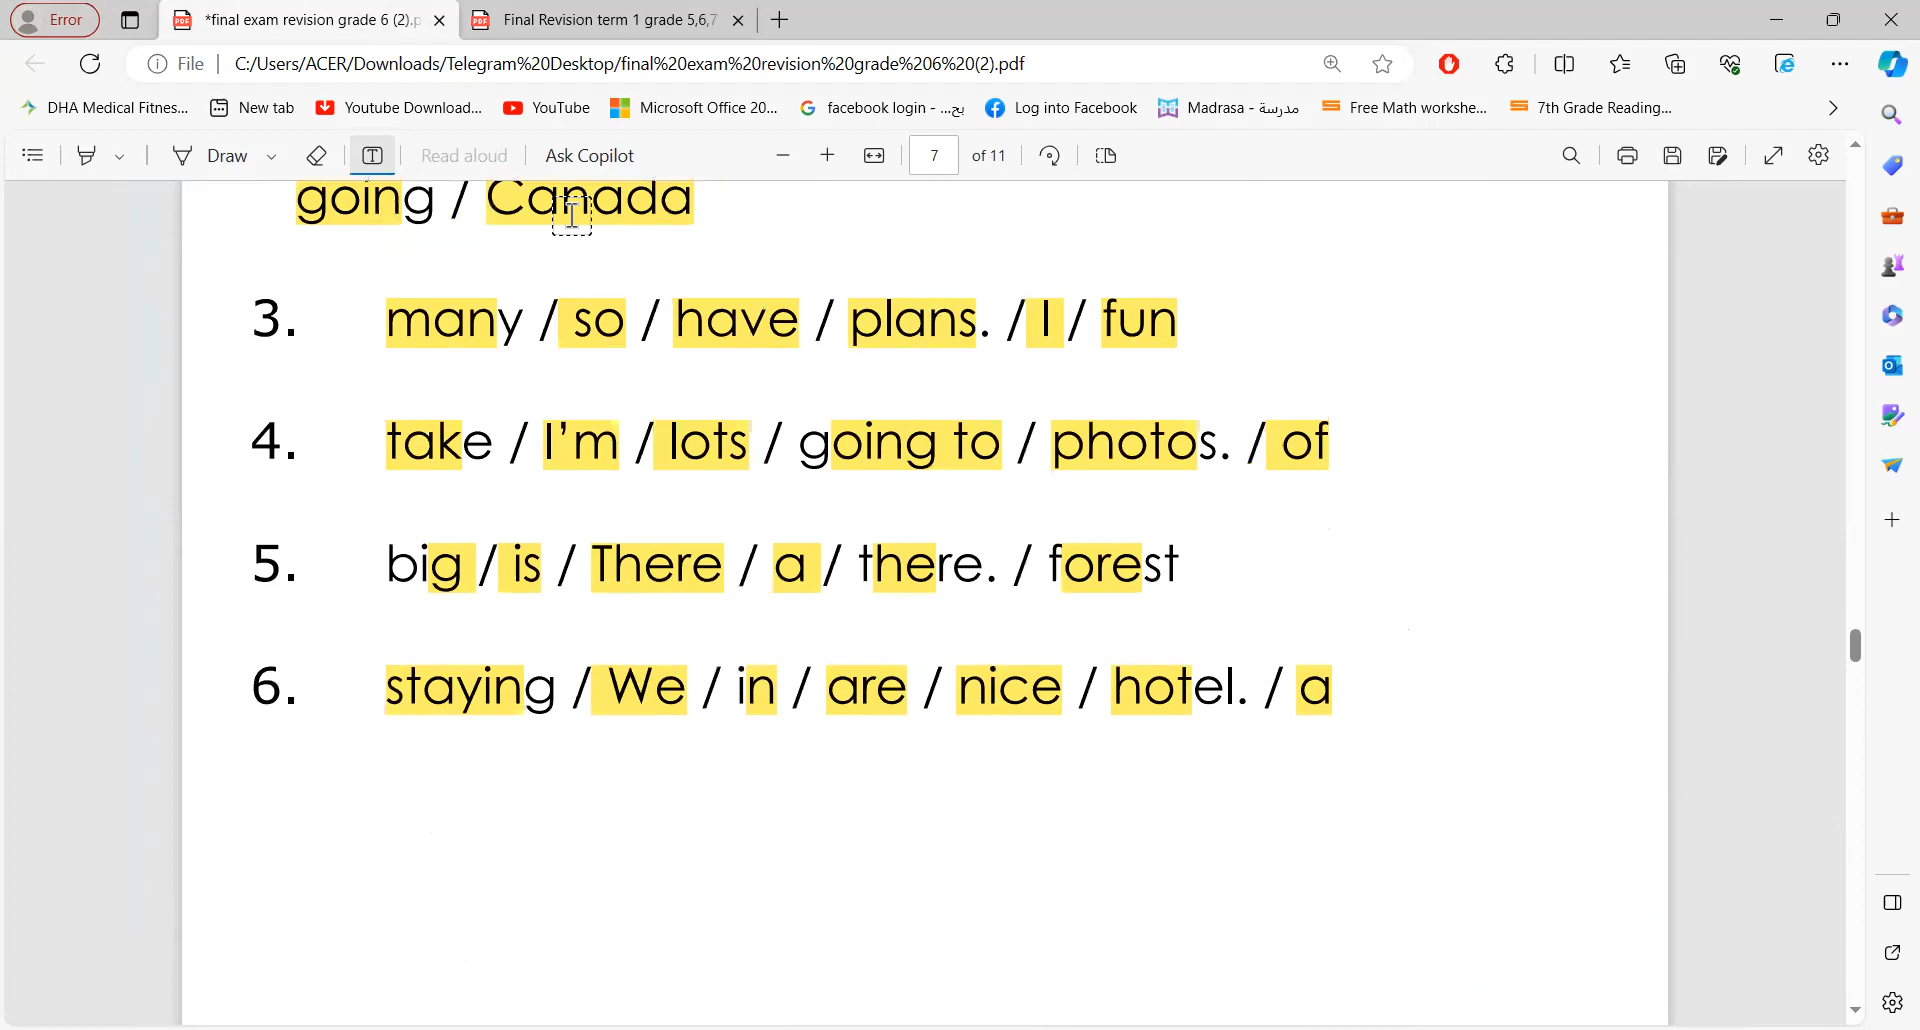 Error
*final exam revision grade 6 (2).p
Final Revision term 1 grade 5,6,7
File
C:/Users/ACER/Downloads/Telegram%20Desktop/final%20exam%20revision%20grade%206%20(2).pdf
DHA Medical Fitnes...
New tab
Youtube Download...
YouTube
Microsoft Office 20...
facebook login - ...بح
Log into Facebook
Madrasa - مدرسة
Free Math workshe...
7th Grade Reading...
Draw
Read aloud
Ask Copilot
7 of 11
going / Canada
3. many / so / have / plans. / I / fun
4. take / I’m / lots / going to / photos. / of
5. big / is / There / a / there. / forest
6. staying / We / in / are / nice / hotel. / a